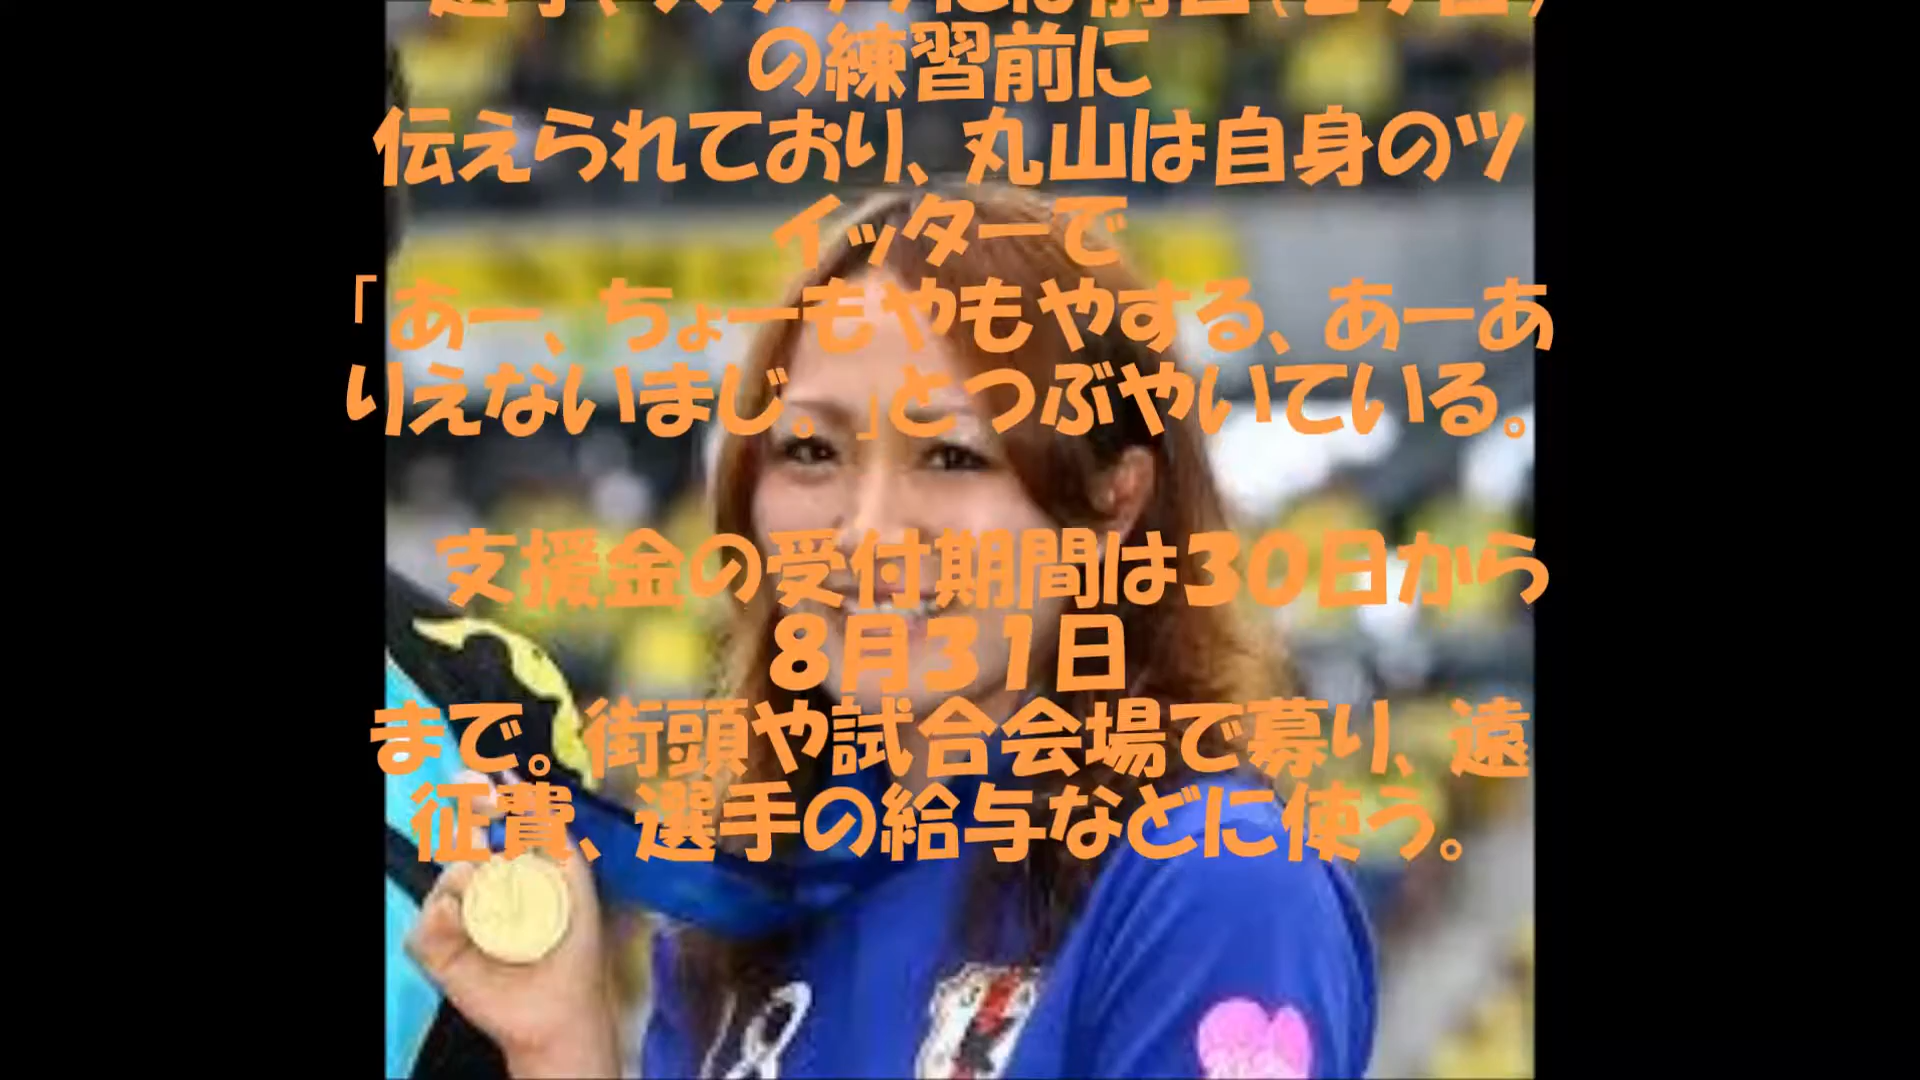 の練習前に
伝えられており、丸山は自身のツ
イッターで
「あー、ちょーもやもやする、あーあ
りえないまじ。」とつぶやいている。
支援金の受付期間は30日から
8月31日
まで。街頭や試合会場で募り、遠
征費、選手の給与などに使う。
18
JFA